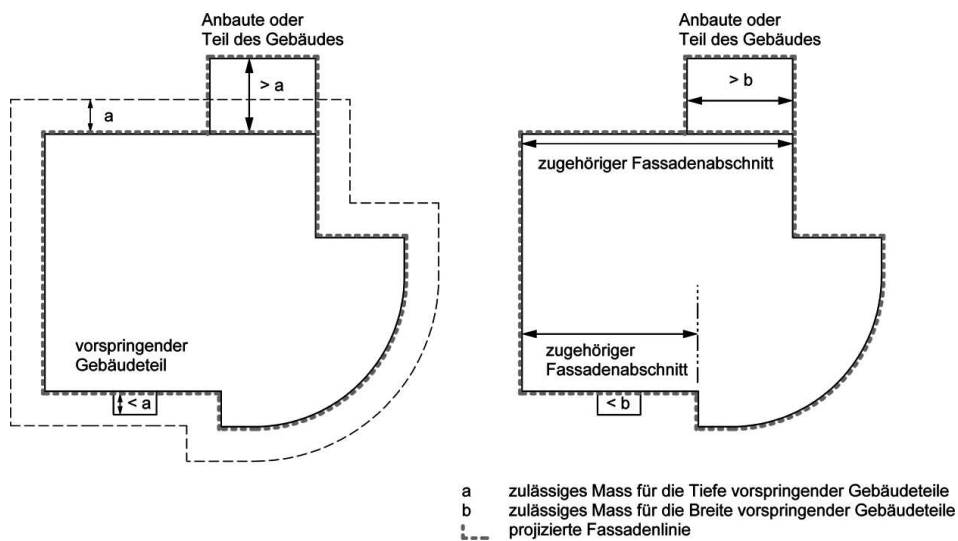 Anbaute oder
Teil des Gebäudes
> a
a
vorspringender
Gebäudeteil
< a
Anbaute oder
Teil des Gebäudes
> b
zugehöriger Fassadenabschnitt
zugehöriger
Fassadenabschnitt
< b
a zulässiges Mass für die Tiefe vorspringender Gebäudeteile
b zulässiges Mass für die Breite vorspringender Gebäudeteile
projizierte Fassadenlinie